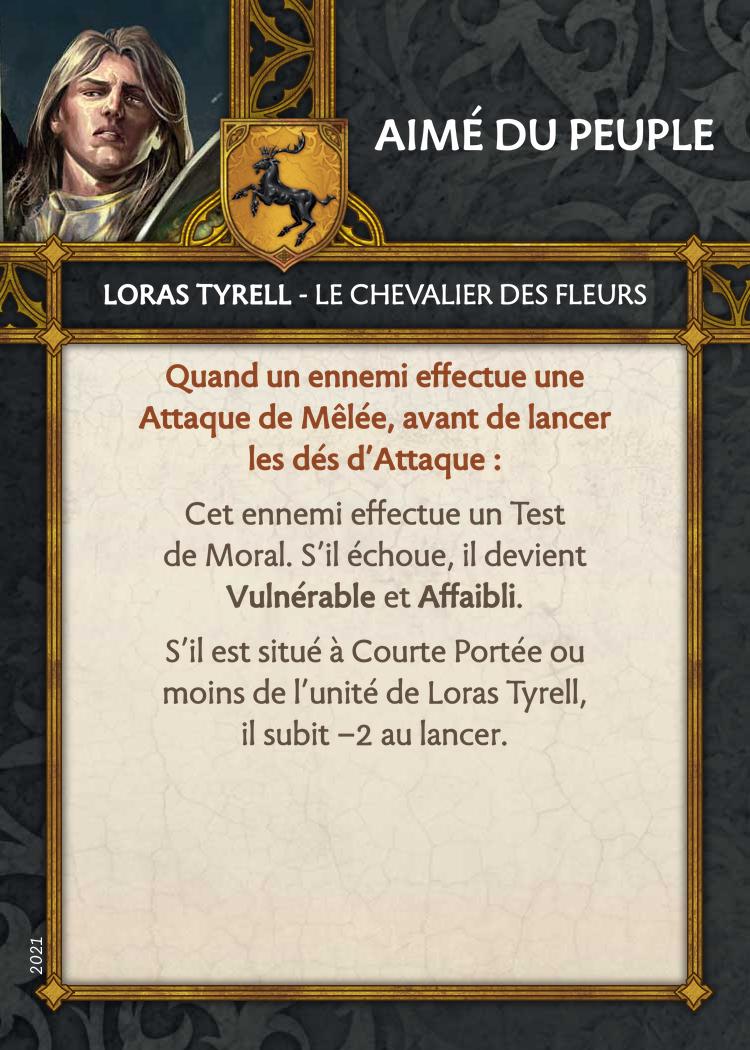 AIMÉ DU PEUPLE
LORAS TYRELL - LE CHEVALIER DES FLEURS
Quand un ennemi effectue une
Attaque de Mêlée, avant de lancer
les dés d’Attaque :
Cet ennemi effectue un Test
de Moral. S’il échoue, il devient
Vulnérable et Affaibli.
S’il est situé à Courte Portée ou
moins de l’unité de Loras Tyrell,
il subit –2 au lancer.
2021